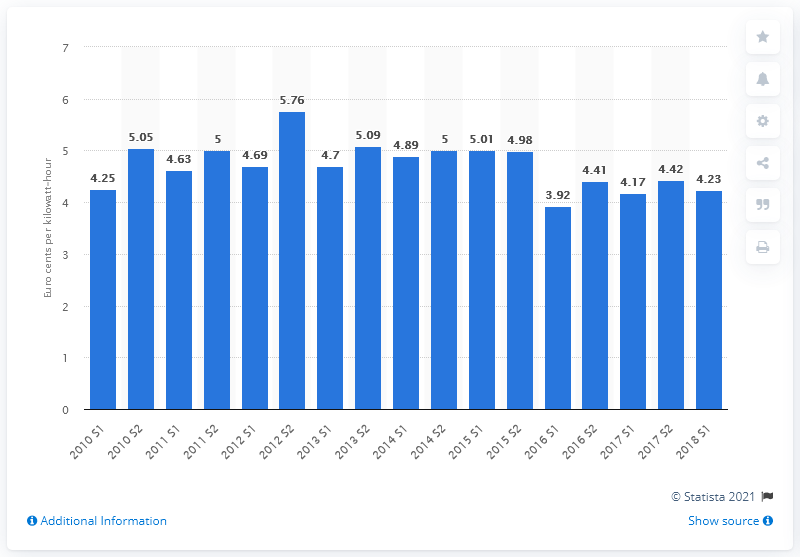 7
6
5
4
3
2
1
0
Euro cents per kilowatt-hour
4.25
5.05
4.63
5
4.69
5.76
4.7
5.09
4.89
5
5.01
4.98
3.92
4.41
4.17
4.42
4.23
2010 S1
2010 S2
2011 S1
2011 S2
2012 S1
2012 S2
2013 S1
2013 S2
2014 S1
2014 S2
2015 S1
2015 S2
2016 S1
2016 S2
2017 S1
2017 S2
2018 S1
© Statista 2021
Additional Information
Show source